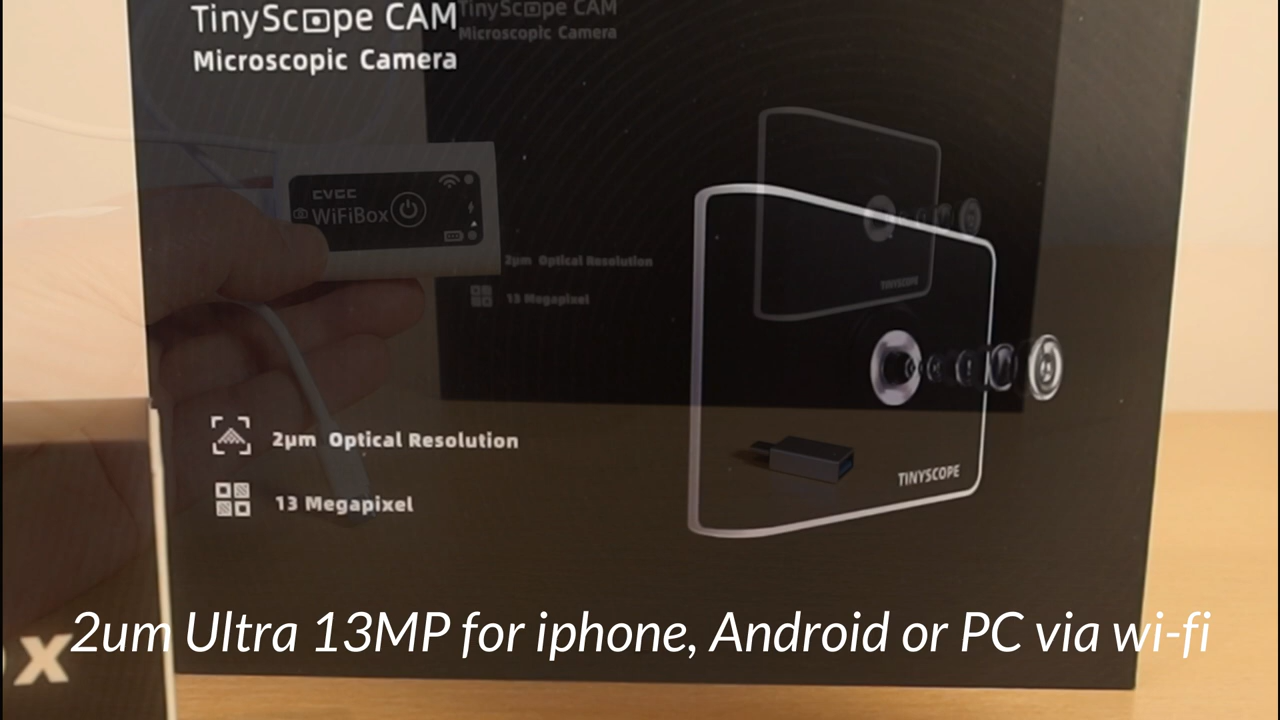 TinyScope CAM
Microscopic Camera
TinyScope CAM
Microscopic Camera
WiFiBox
2µm Optical Resolution
13 Megapixel
TINYSCOPE
2µm Optical Resolution
13 Megapixel
TINYSCOPE
2um Ultra 13MP for iphone, Android or PC via wi-fi
x